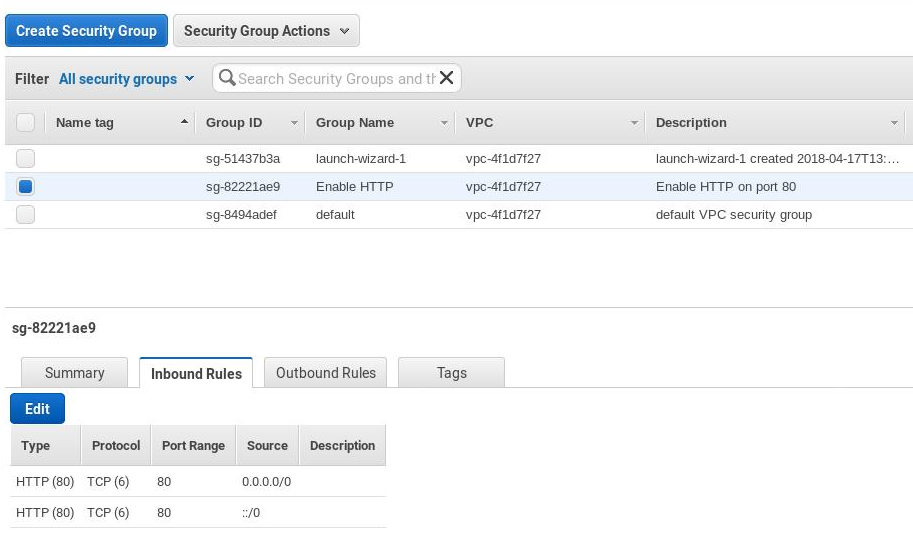 Create Security Group Security Group Actions
Filter All security groups Search Security Groups and th
Name tag Group ID Group Name VPC Description
sg-51437b3a launch-wizard-1 vpc-4f1d7f27 launch-wizard-1 created 2018-04-17T13:...
sg-82221ae9 Enable HTTP vpc-4f1d7f27 Enable HTTP on port 80
sg-8494adef default vpc-4f1d7f27 default VPC security group
sg-82221ae9
Summary Inbound Rules Outbound Rules Tags
Edit
Type Protocol Port Range Source Description
HTTP (80) TCP (6) 80 0.0.0.0/0
HTTP (80) TCP (6) 80 ::/0